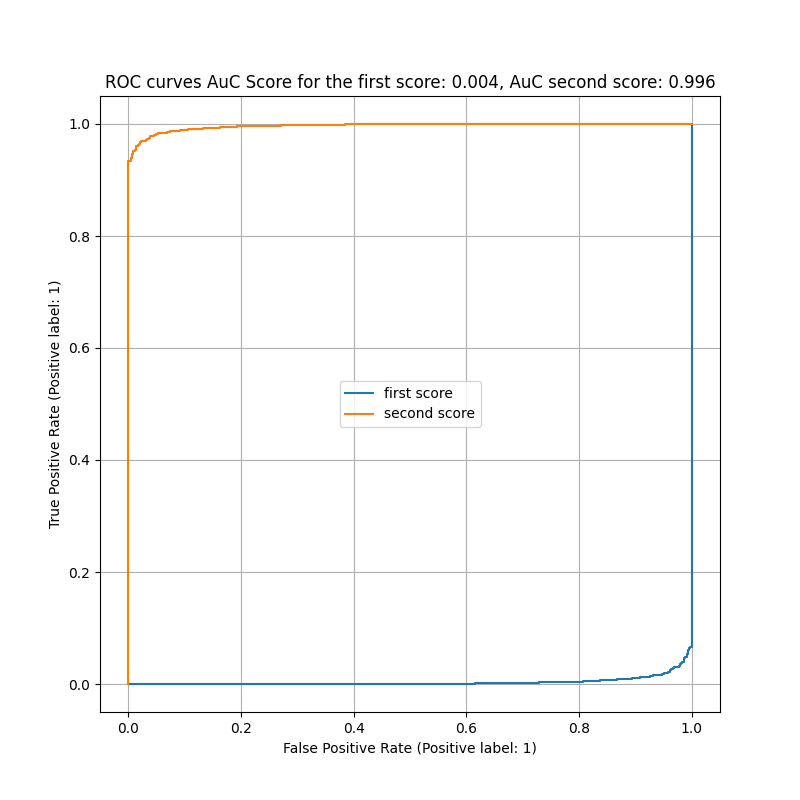 ROC curves AuC Score for the first score: 0.004, AuC second score: 0.996
1.0
0.8
0.6
0.4
0.2
0.0
True Positive Rate (Positive label: 1)
first score
second score
0.0 0.2 0.4 0.6 0.8 1.0
False Positive Rate (Positive label: 1)